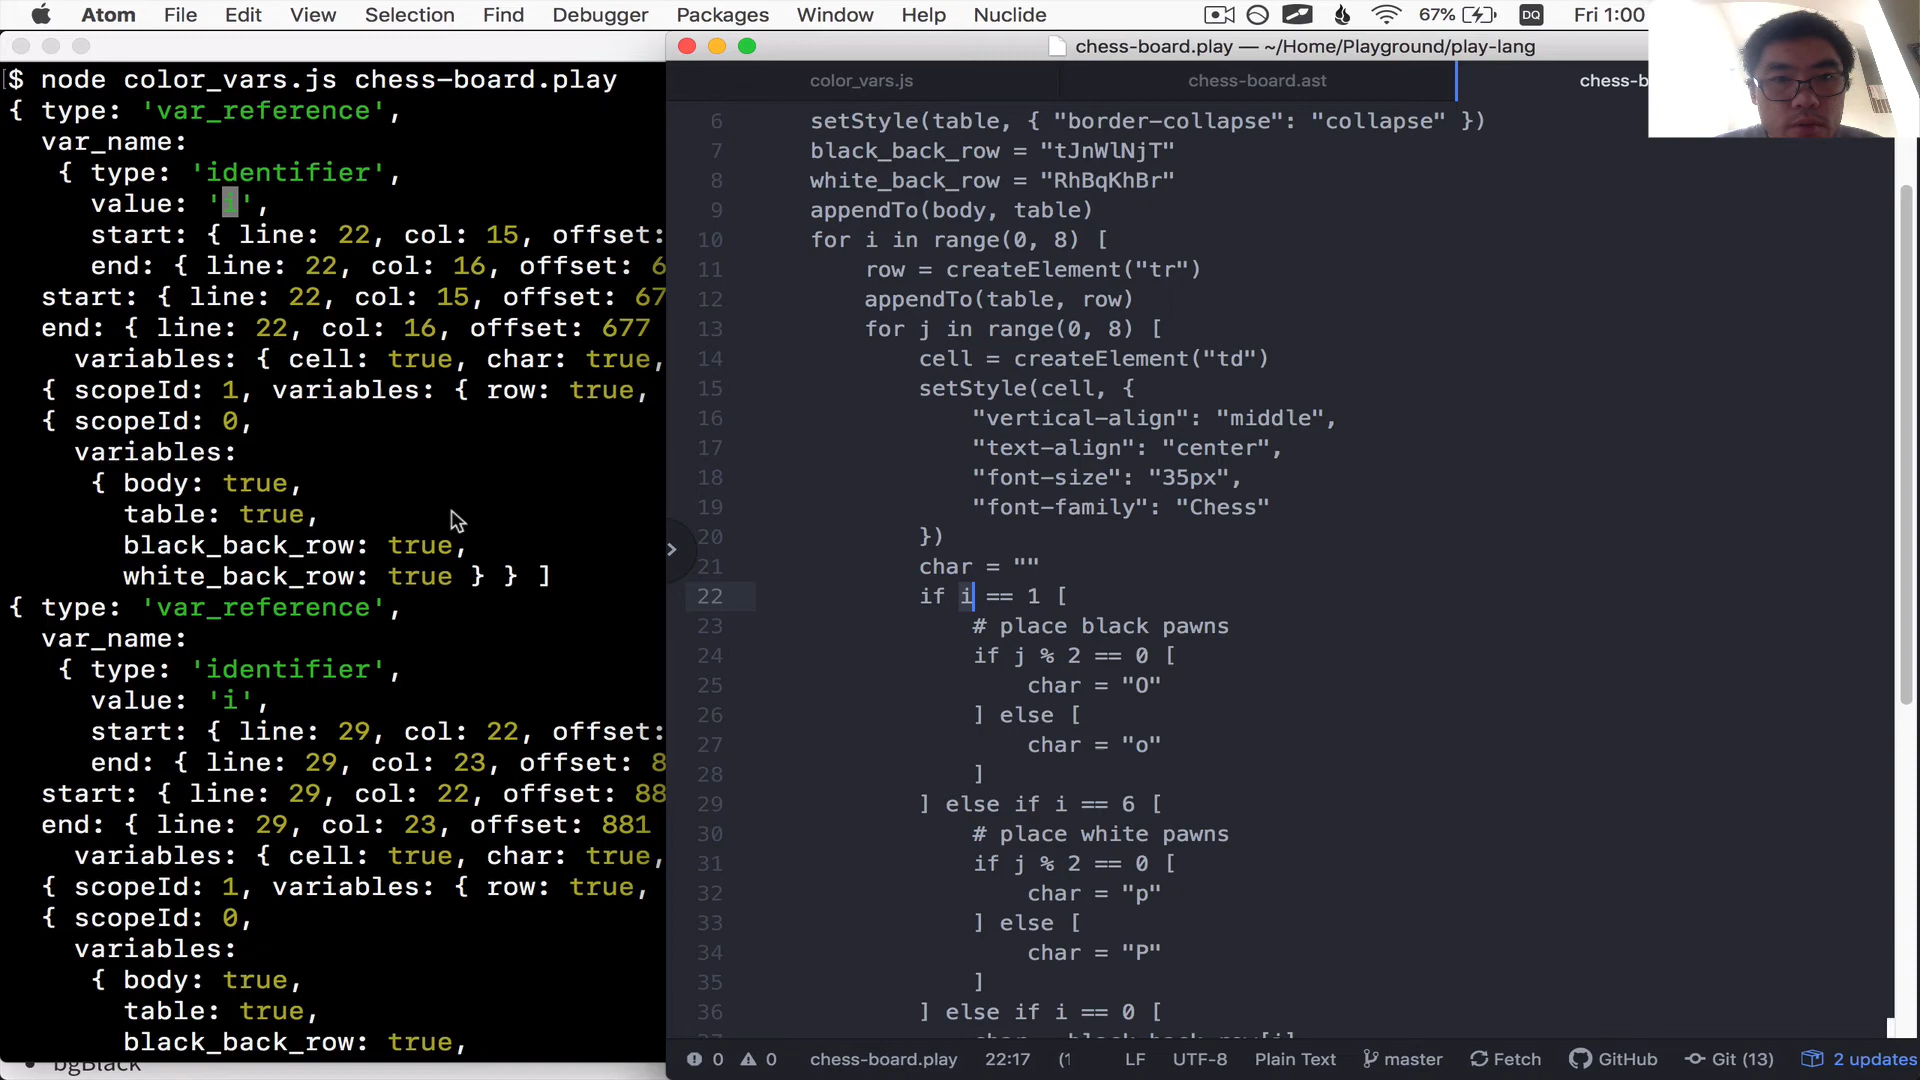 Atom File Edit View Selection Find Debugger Packages Window Help Nuclide 67% DQ Fri 1:00
$ node color_vars.js chess-board.play
{ type: 'var_reference',
var_name:
{ type: 'identifier',
value: 'i',
start: { line: 22, col: 15, offset:
end: { line: 22, col: 16, offset: 6
start: { line: 22, col: 15, offset: 67
end: { line: 22, col: 16, offset: 677
variables: { cell: true, char: true,
{ scopeId: 1, variables: { row: true,
{ scopeId: 0,
variables:
{ body: true,
table: true,
black_back_row: true,
white_back_row: true } } ]
{ type: 'var_reference',
var_name:
{ type: 'identifier',
value: 'i',
start: { line: 29, col: 22, offset:
end: { line: 29, col: 23, offset: 8
start: { line: 29, col: 22, offset: 88
end: { line: 29, col: 23, offset: 881
variables: { cell: true, char: true,
{ scopeId: 1, variables: { row: true,
{ scopeId: 0,
variables:
{ body: true,
table: true,
black_back_row: true,
bgBlack
chess-board.play — ~/Home/Playground/play-lang
color_vars.js chess-board.ast chess-b
6 setStyle(table, { "border-collapse": "collapse" })
7 black_back_row = "tJnWlNjT"
8 white_back_row = "RhBqKhBr"
9 appendTo(body, table)
10 for i in range(0, 8) [
11 row = createElement("tr")
12 appendTo(table, row)
13 for j in range(0, 8) [
14 cell = createElement("td")
15 setStyle(cell, {
16 "vertical-align": "middle",
17 "text-align": "center",
18 "font-size": "35px",
19 "font-family": "Chess"
20 })
21 char = ""
22 if i == 1 [
23 # place black pawns
24 if j % 2 == 0 [
25 char = "O"
26 ] else [
27 char = "o"
28 ]
29 ] else if i == 6 [
30 # place white pawns
31 if j % 2 == 0 [
32 char = "p"
33 ] else [
34 char = "P"
35 ]
36 ] else if i == 0 [
0 0 chess-board.play 22:17 (1 LF UTF-8 Plain Text master Fetch GitHub Git (13) 2 updates